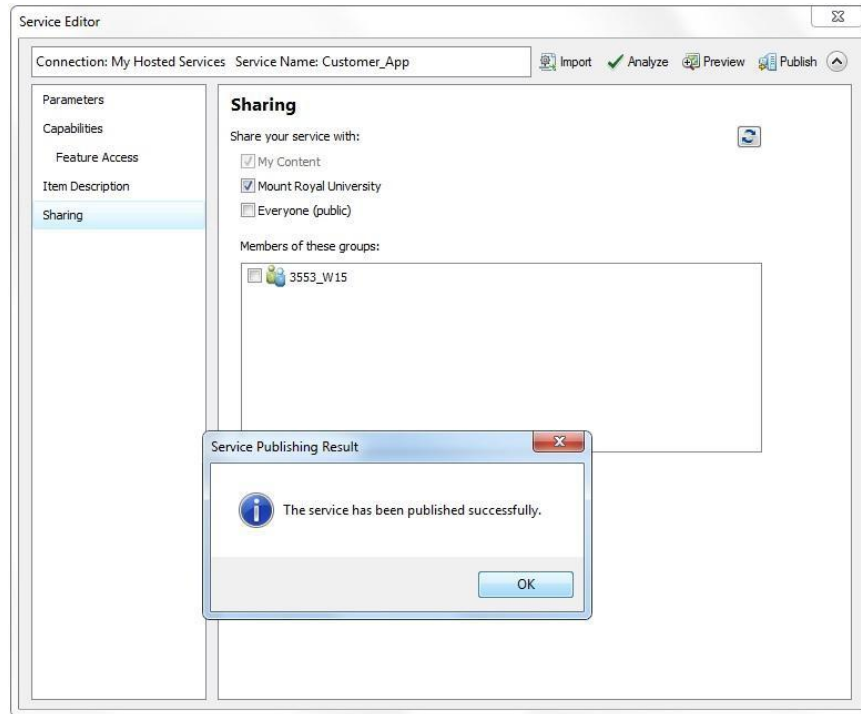 Service Editor
Connection: My Hosted Services Service Name: Customer_App
Import Analyze Preview Publish
Parameters
Capabilities
Feature Access
Item Description
Sharing
Sharing
Share your service with:
My Content
Mount Royal University
Everyone (public)
Members of these groups:
3553_W15
Service Publishing Result
The service has been published successfully.
OK